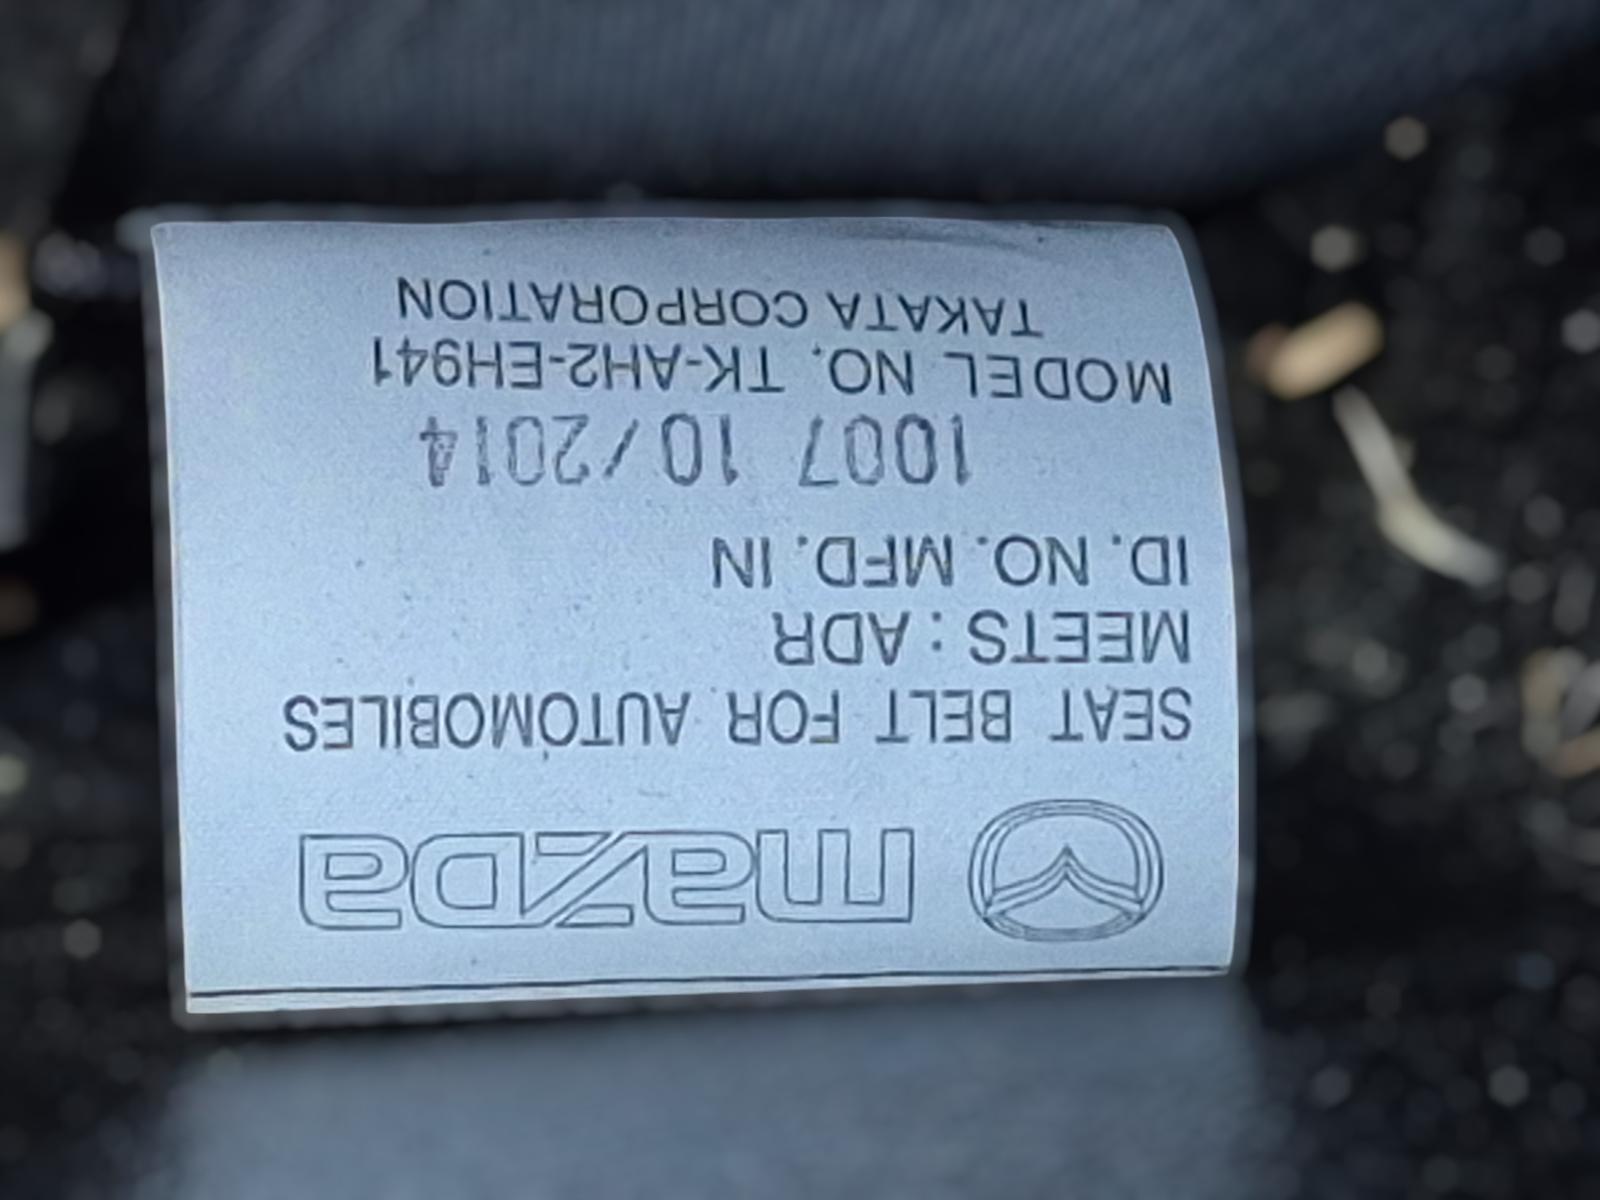 mazda
SEAT BELT FOR AUTOMOBILES
MEETS : ADR
ID. NO. MFD. IN
1007 10/2014
MODEL NO. TK-AH2-EH941
TAKATA CORPORATION